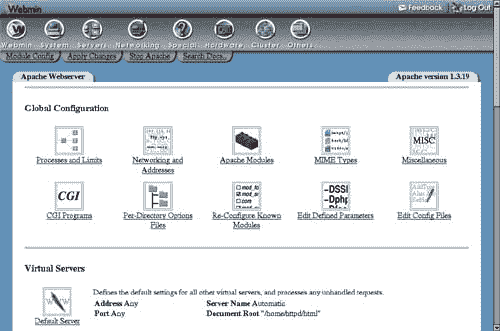 Webmin
Feedback
Log Out
Webmin System Servers Networking Special Hardware Cluster Others
Module Config Apply Changes Stop Apache Search Docs..
Apache Webserver
Apache version 1.3.19
Global Configuration
Processes and Limits
Networking and Addresses
Apache Modules
MIME Types
Miscellaneous
CGI
MISC
CGI Programs
Per-Directory Options Files
Re-Configure Known Modules
Edit Defined Parameters
Edit Config Files
Virtual Servers
Defines the default settings for all other virtual servers, and processes any unhandled requests.
Address Any Server Name Automatic
Port Any Document Root "/home/httpd/html"
Default Server